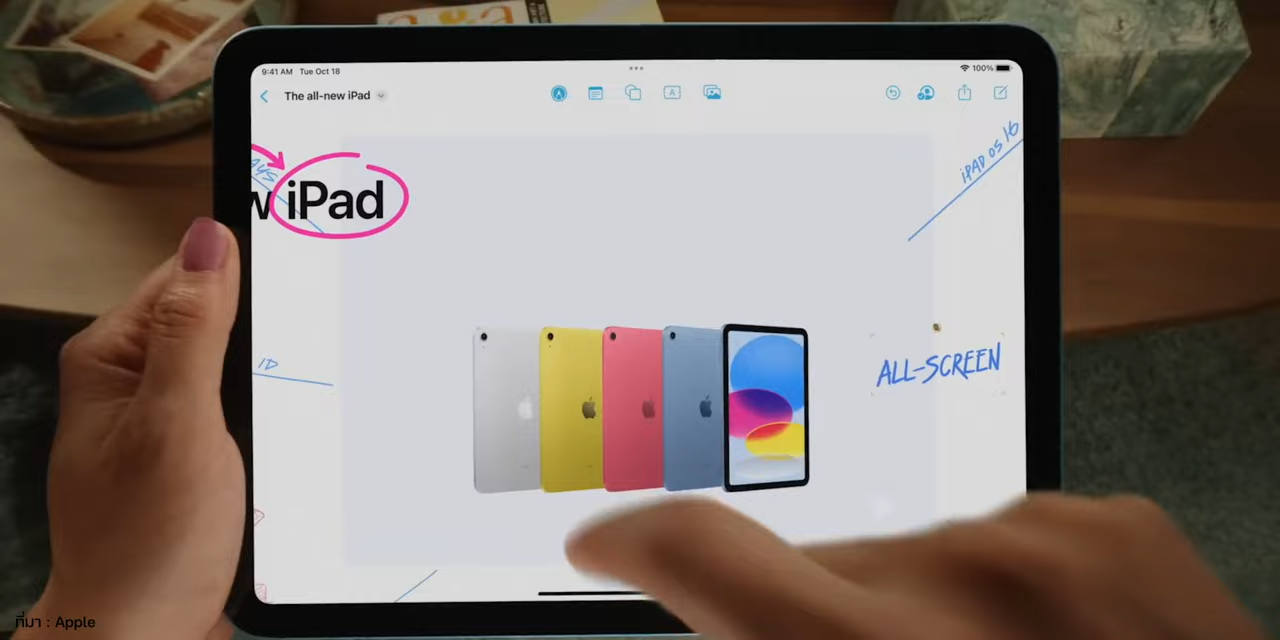 9:41 AM Tue Oct 18
100%
The all-new iPad
A
iPad
iPAD OS 16
ID
ALL-SCREEN
ที่มา : Apple